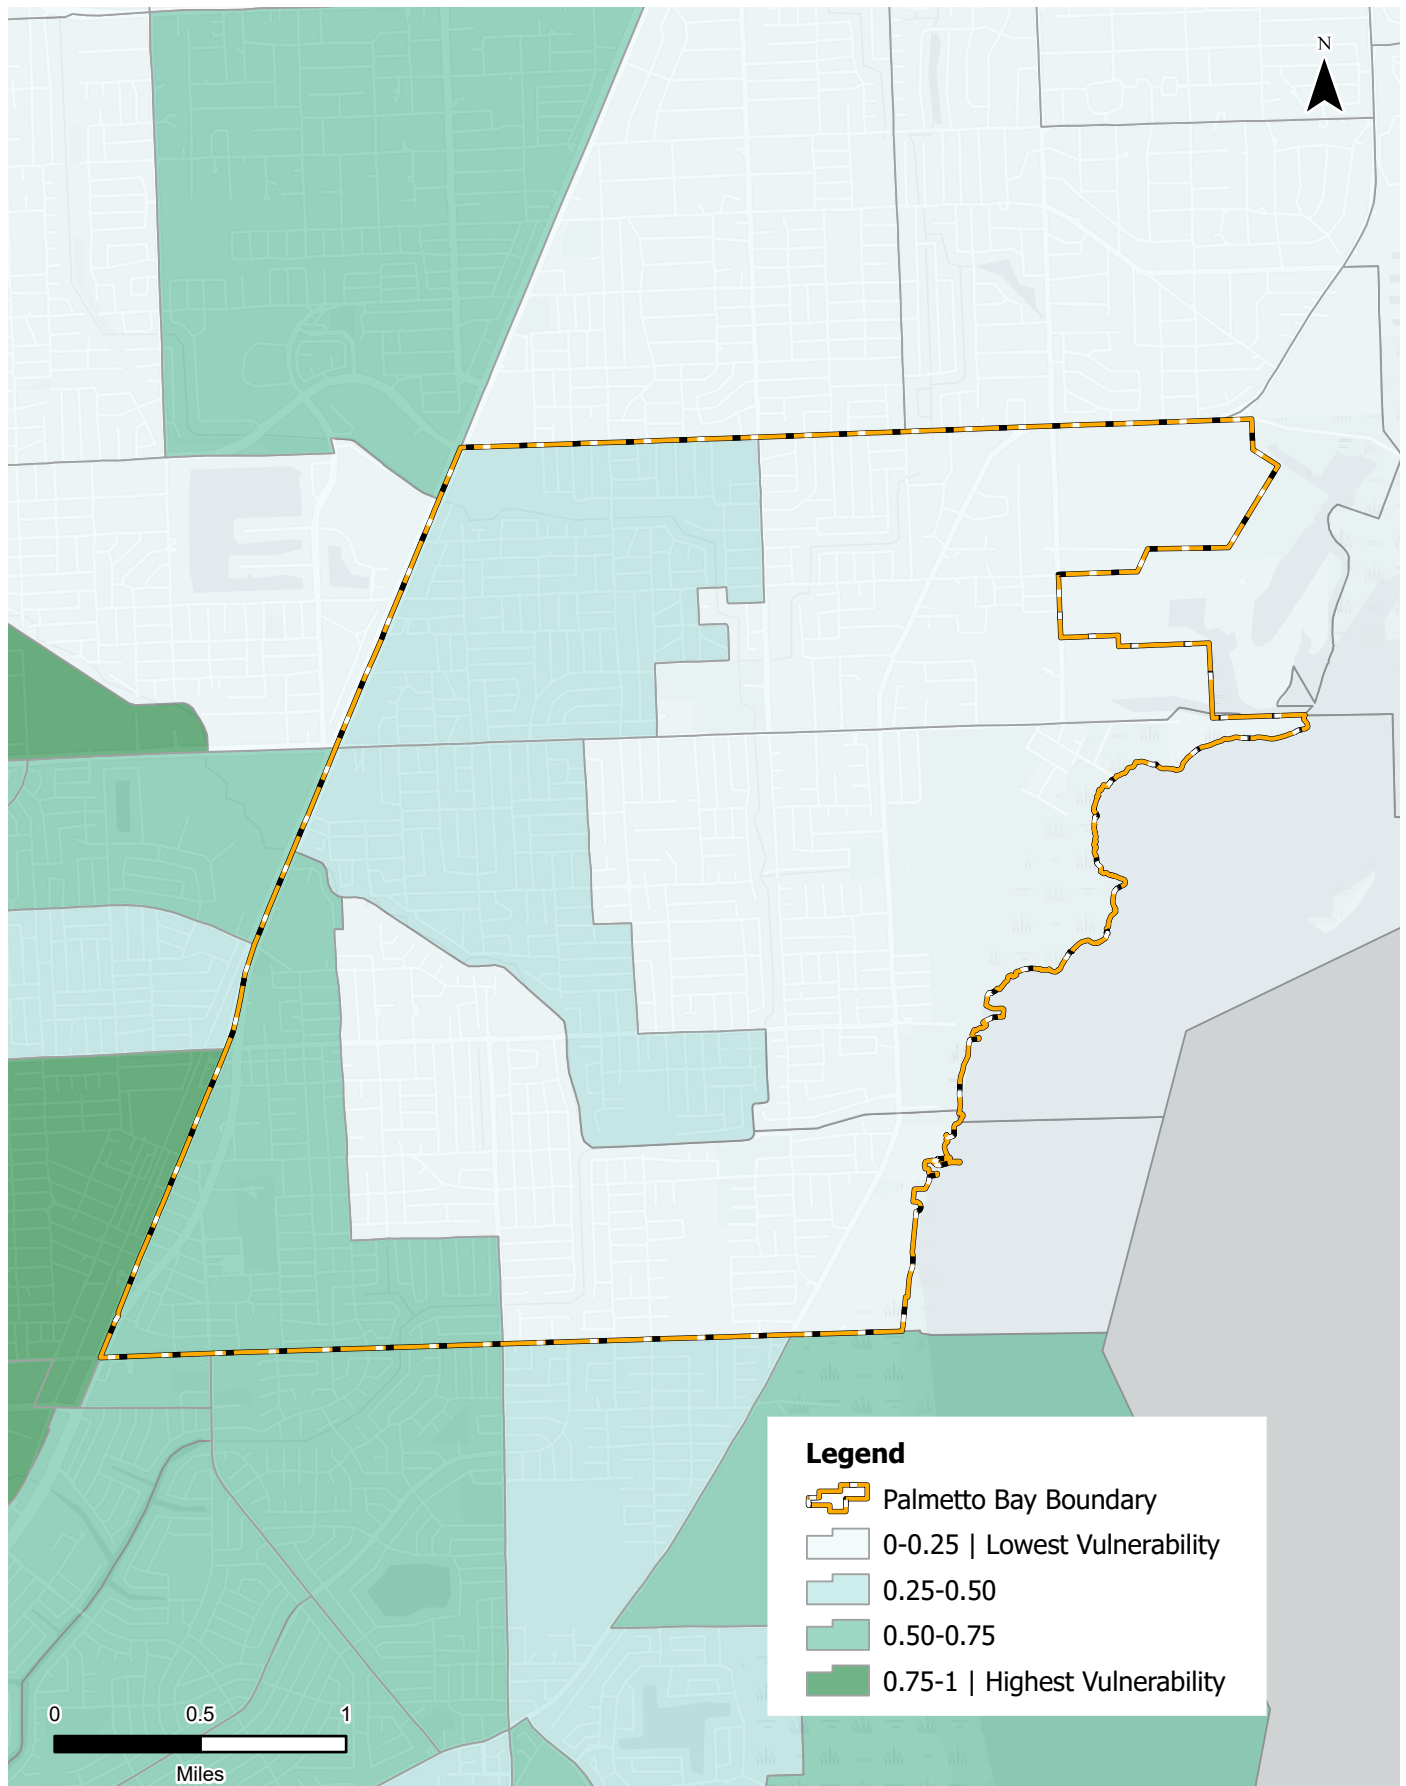 N
Legend
Palmetto Bay Boundary
0-0.25 | Lowest Vulnerability
0.25-0.50
0.50-0.75
0.75-1 | Highest Vulnerability
0 0.5 1
Miles